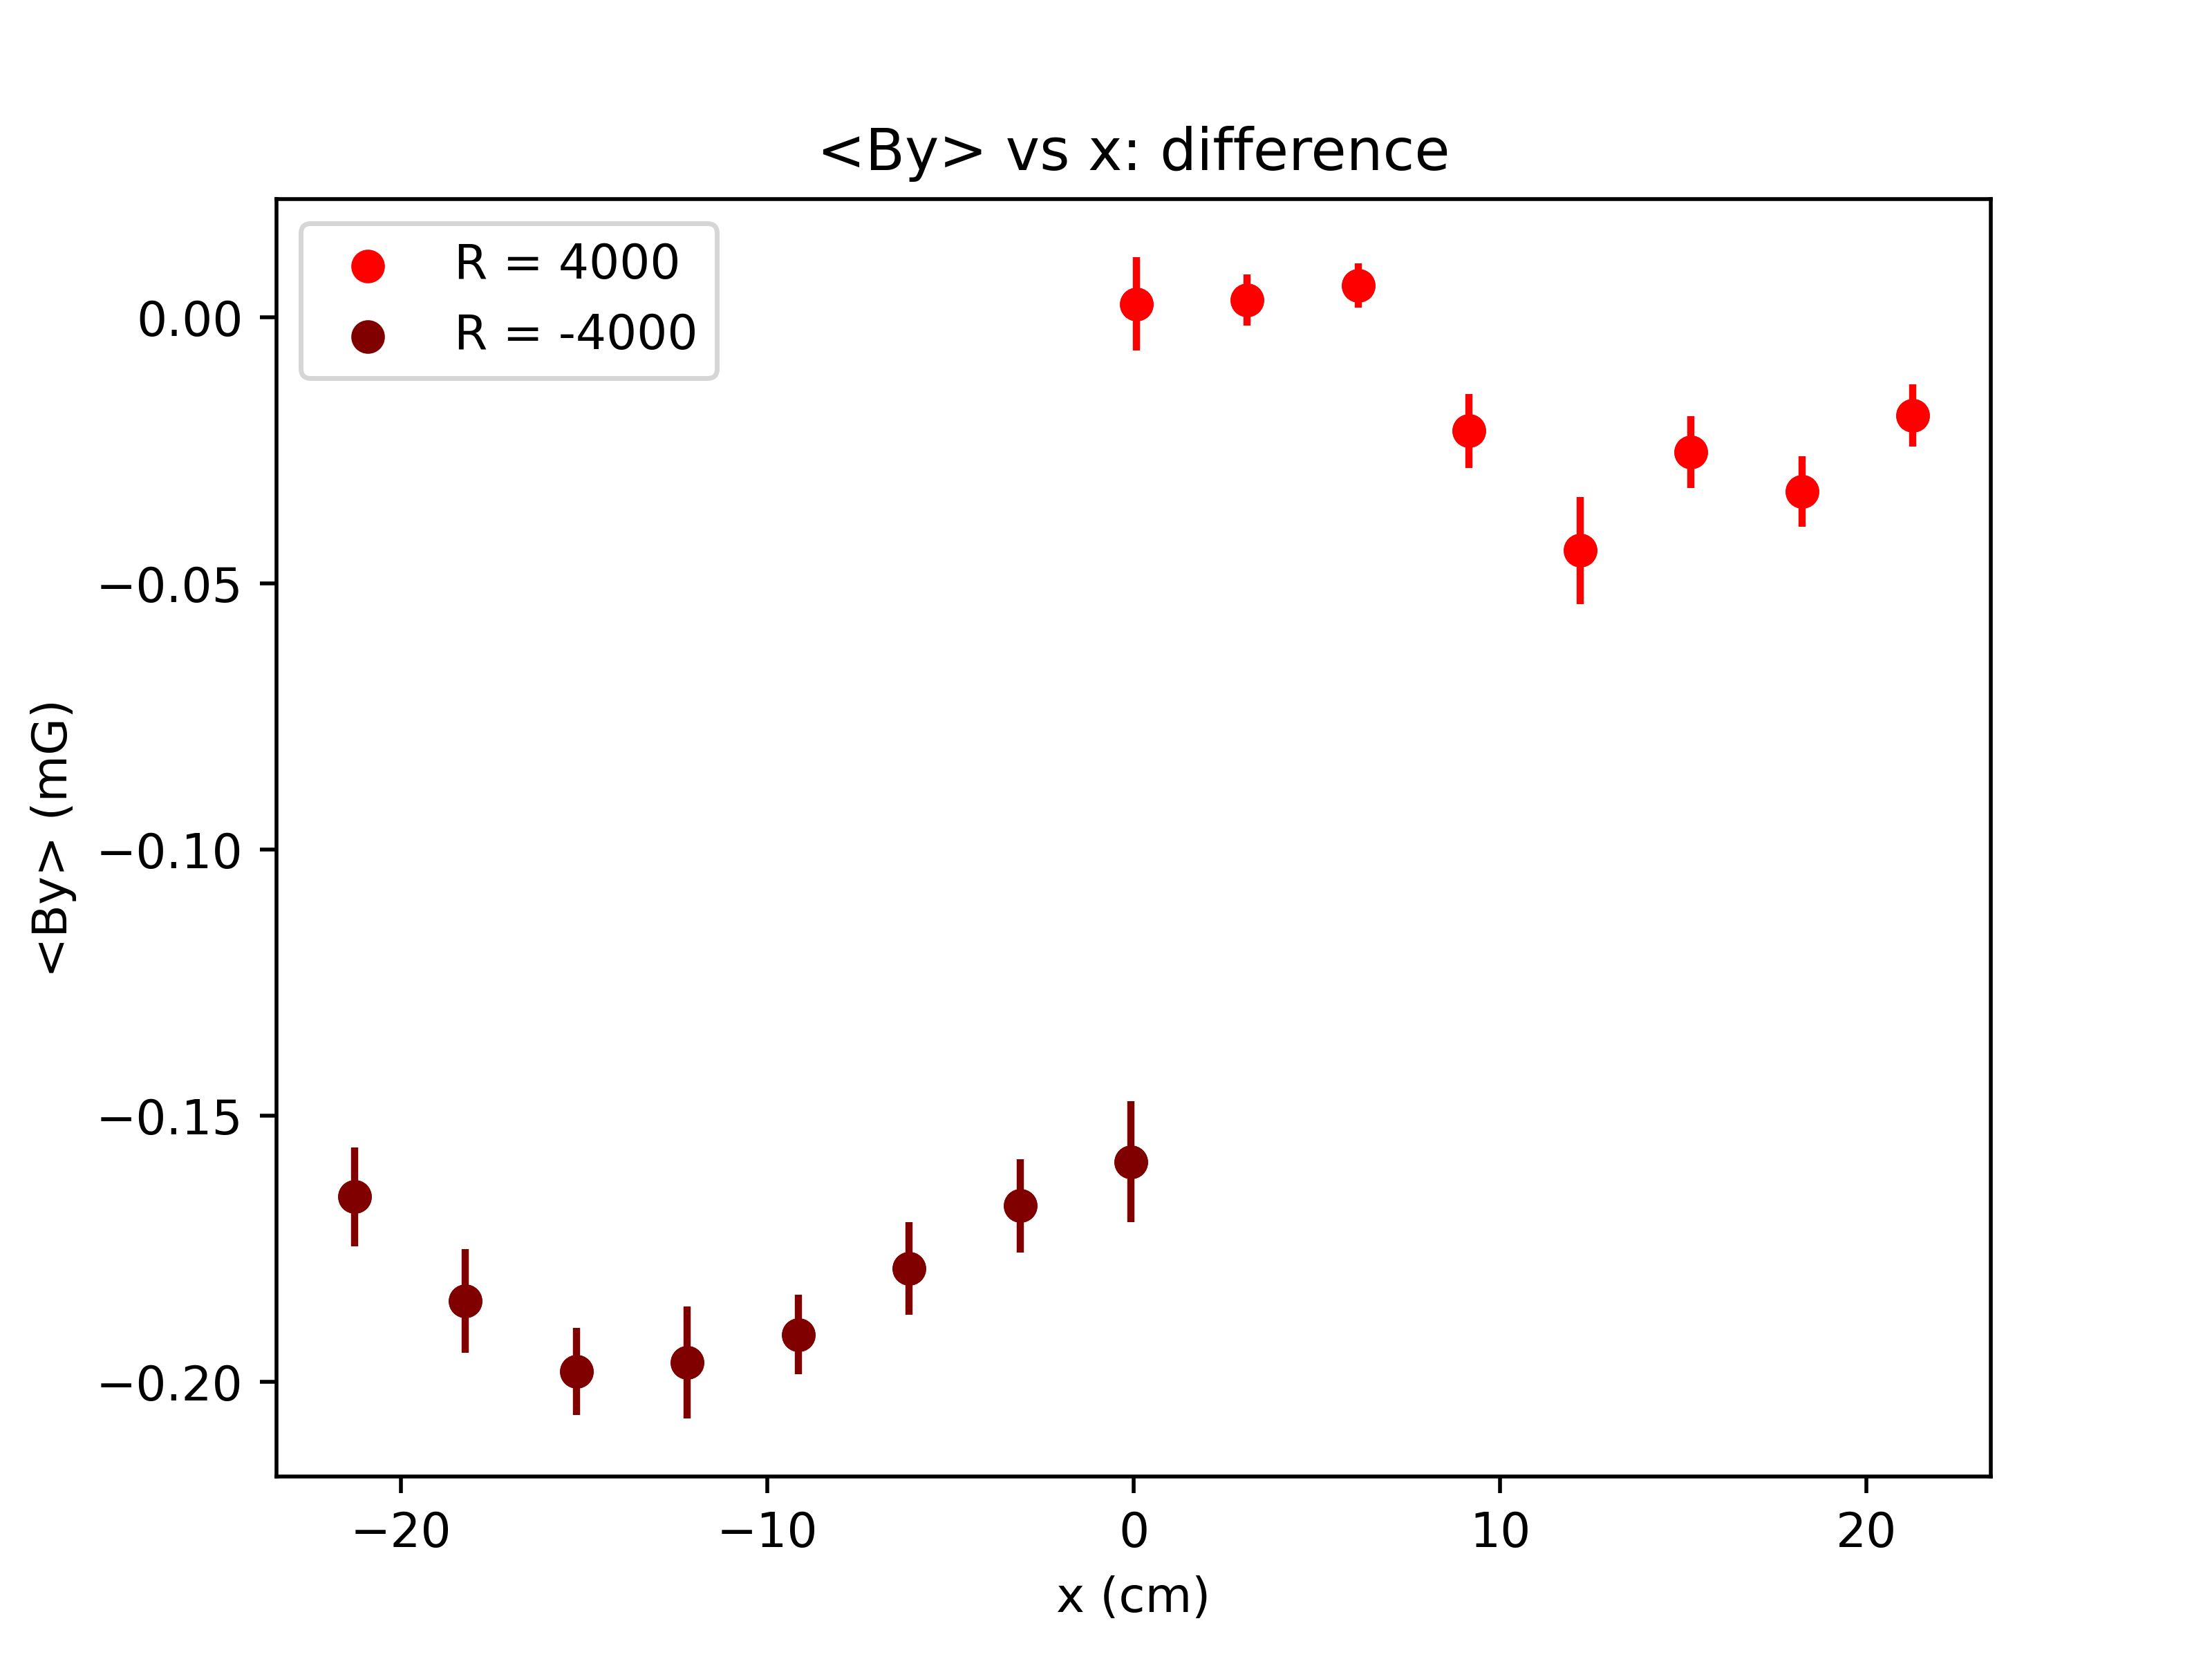 <By> vs x: difference
R = 4000
R = -4000
0.00
−0.05
−0.10
−0.15
−0.20
<By> (mG)
−20 −10 0 10 20
x (cm)